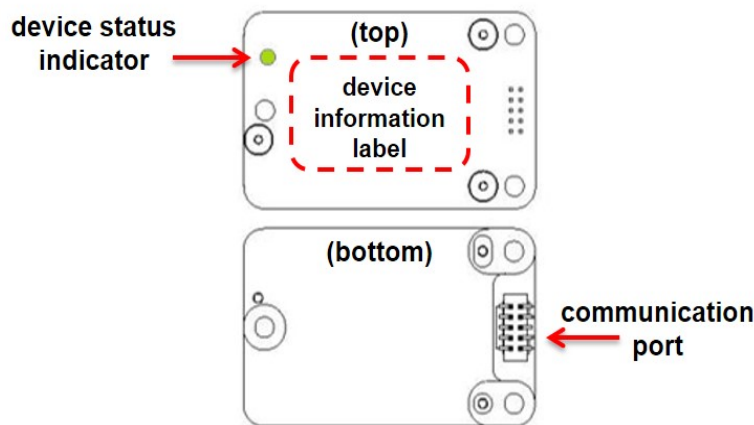 device status
indicator
(top)
device
information
label
(bottom)
communication
port